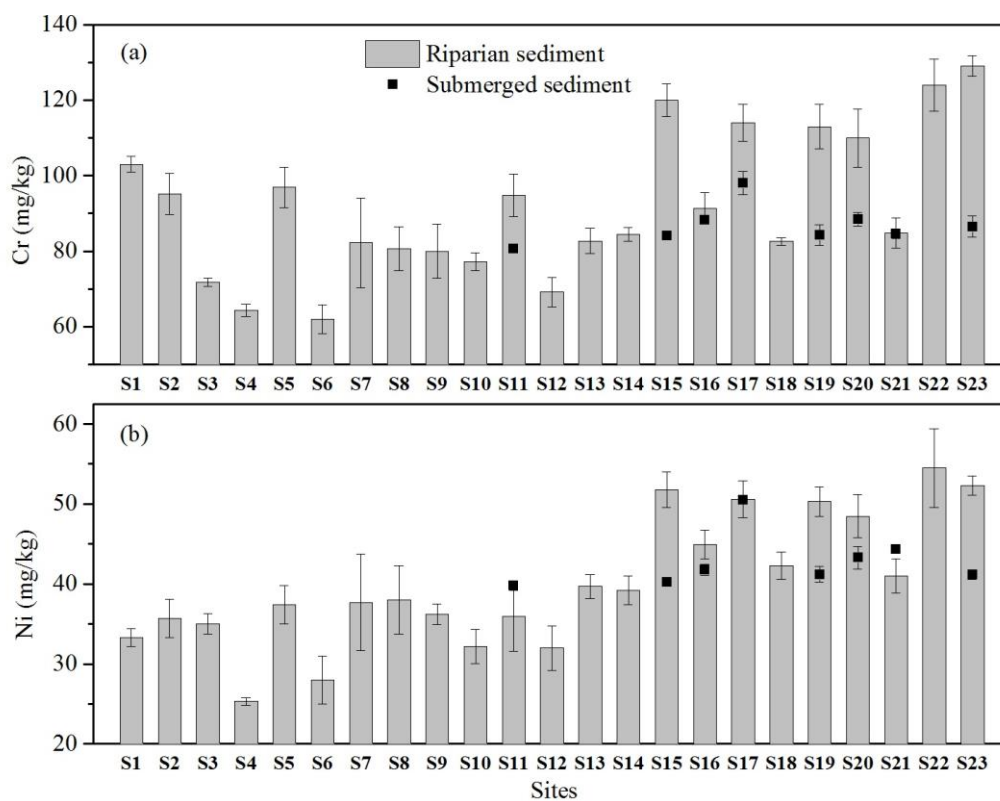 140
(a)
Riparian sediment
Submerged sediment
120
100
80
60
Cr (mg/kg)
S1 S2 S3 S4 S5 S6 S7 S8 S9 S10 S11 S12 S13 S14 S15 S16 S17 S18 S19 S20 S21 S22 S23
60
(b)
50
40
30
20
Ni (mg/kg)
S1 S2 S3 S4 S5 S6 S7 S8 S9 S10 S11 S12 S13 S14 S15 S16 S17 S18 S19 S20 S21 S22 S23
Sites